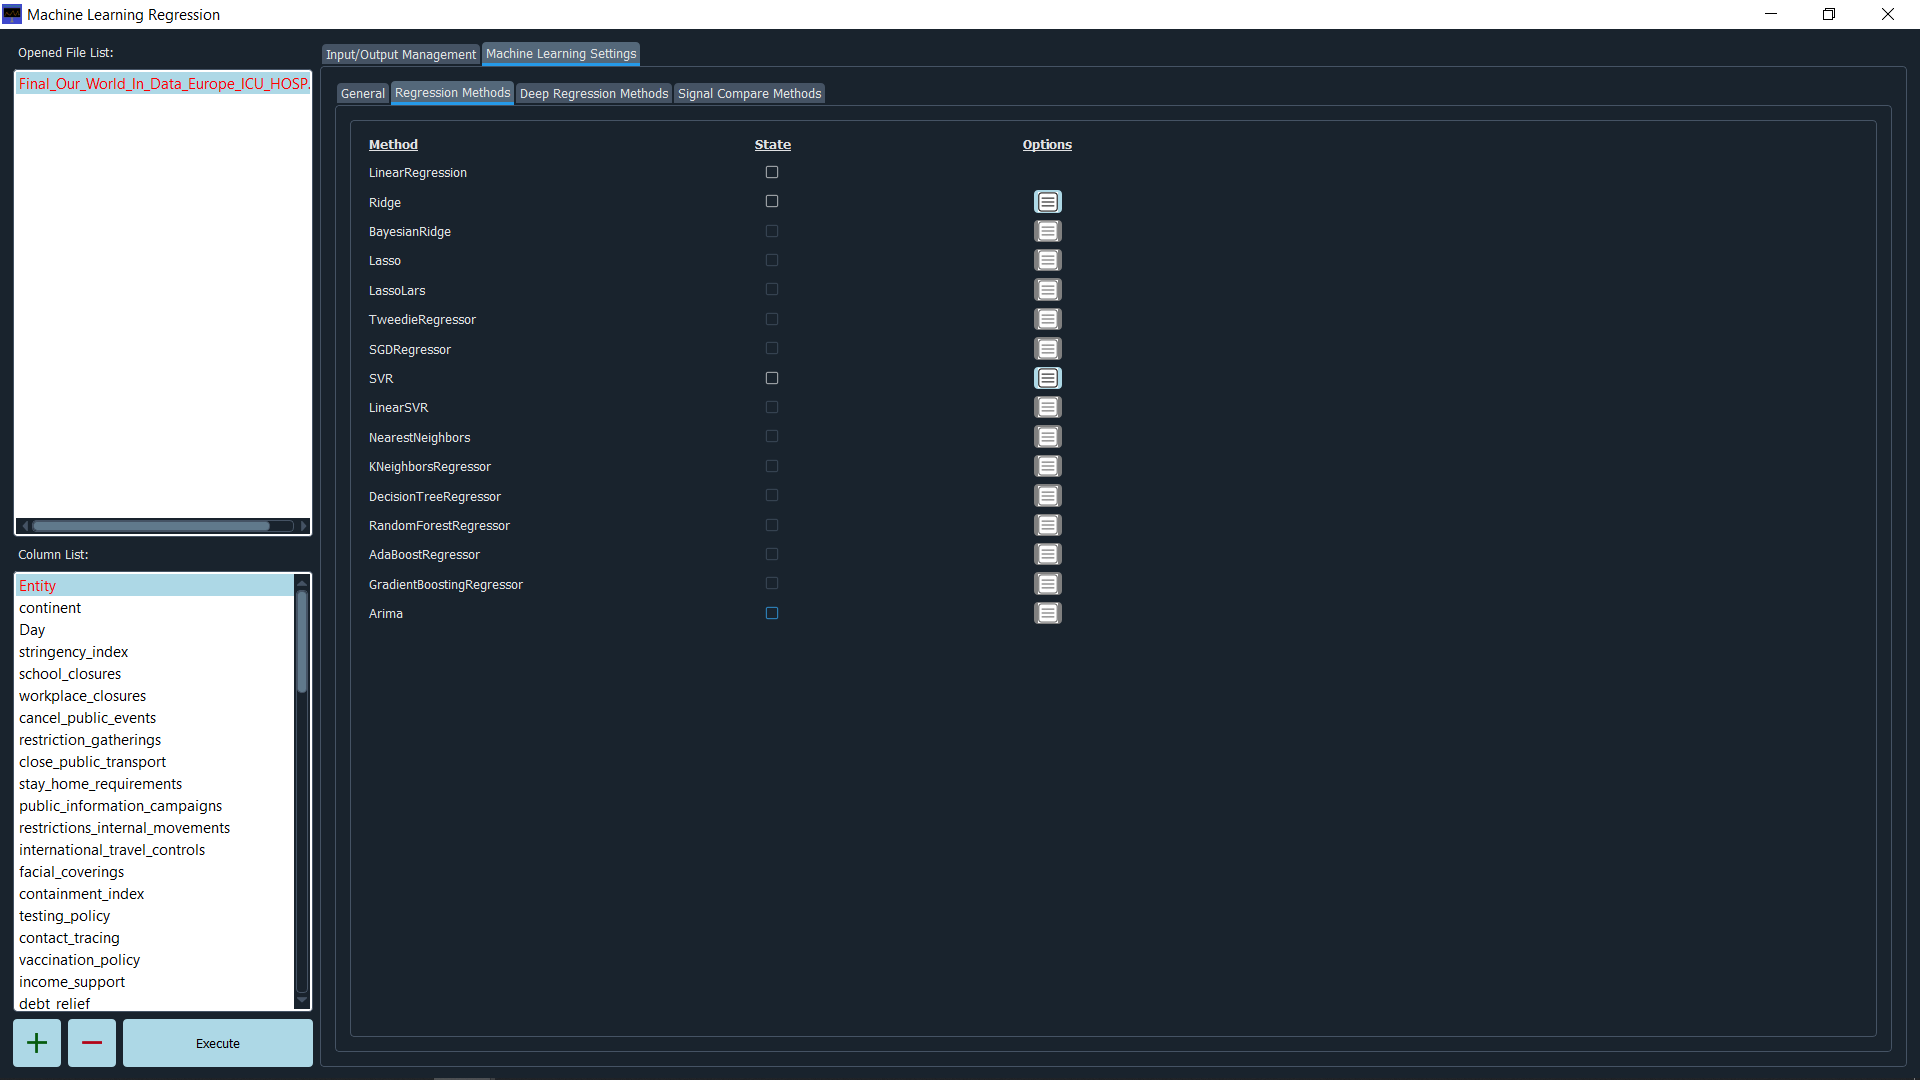 Machine Learning Regression
Opened File List:
Final_Our_World_In_Data_Europe_ICU_HOSP.
Column List:
Entity
continent
Day
stringency_index
school_closures
workplace_closures
cancel_public_events
restriction_gatherings
close_public_transport
stay_home_requirements
public_information_campaigns
restrictions_internal_movements
international_travel_controls
facial_coverings
containment_index
testing_policy
contact_tracing
vaccination_policy
income_support
debt_relief
Execute
Input/Output Management Machine Learning Settings
General Regression Methods Deep Regression Methods Signal Compare Methods
Method State Options
LinearRegression
Ridge
BayesianRidge
Lasso
LassoLars
TweedieRegressor
SGDRegressor
SVR
LinearSVR
NearestNeighbors
KNeighborsRegressor
DecisionTreeRegressor
RandomForestRegressor
AdaBoostRegressor
GradientBoostingRegressor
Arima